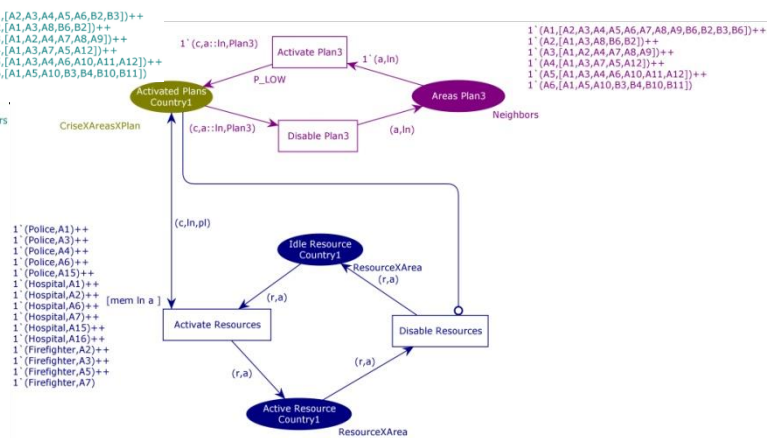 ,[A2,A3,A4,A5,A6,B2,B3])++
,[A1,A3,A8,B6,B2])++
,[A1,A2,A4,A7,A8,A9])++
,[A1,A3,A7,A5,A12])++
,[A1,A3,A4,A6,A10,A11,A12])++
,[A1,A5,A10,B3,B4,B10,B11])
rs
1`(c,a::ln,Plan3)
Activate Plan3
1`(a,ln)
P_LOW
Activated Plans
Country1
CriseXAreasXPlan
(c,a::ln,Plan3)
Disable Plan3
(a,ln)
Areas Plan3
Neighbors
1`(A1,[A2,A3,A4,A5,A6,A7,A8,A9,B6,B2,B3,B6])++
1`(A2,[A1,A3,A8,B6,B2])++
1`(A3,[A1,A2,A4,A7,A8,A9])++
1`(A4,[A1,A3,A7,A5,A12])++
1`(A5,[A1,A3,A4,A6,A10,A11,A12])++
1`(A6,[A1,A5,A10,B3,B4,B10,B11])
(c,ln,pl)
1`(Police,A1)++
1`(Police,A3)++
1`(Police,A4)++
1`(Police,A6)++
1`(Police,A15)++
1`(Hospital,A1)++
1`(Hospital,A2)++
1`(Hospital,A6)++
1`(Hospital,A7)++
1`(Hospital,A15)++
1`(Hospital,A16)++
1`(Firefighter,A2)++
1`(Firefighter,A3)++
1`(Firefighter,A5)++
1`(Firefighter,A7)
[mem ln a ]
Idle Resource
Country1
ResourceXArea
(r,a)
(r,a)
Activate Resources
Disable Resources
(r,a)
(r,a)
Active Resource
Country1
ResourceXArea